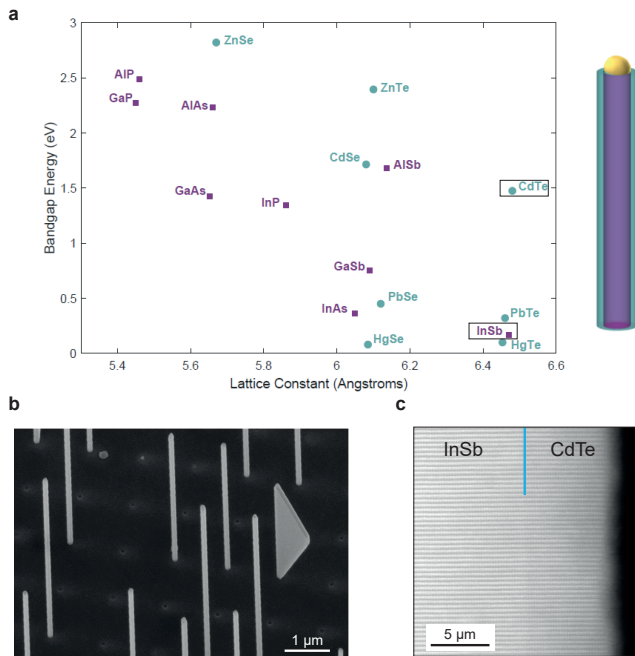 a
Bandgap Energy (eV)
3
2.5
2
1.5
1
0.5
0
ZnSe
AlP
GaP
AlAs
ZnTe
CdSe
AlSb
CdTe
GaAs
InP
GaSb
InAs
PbSe
HgSe
PbTe
InSb
HgTe
5.4 5.6 5.8 6 6.2 6.4 6.6
Lattice Constant (Angstroms)
b
1 μm
c
InSb CdTe
5 μm